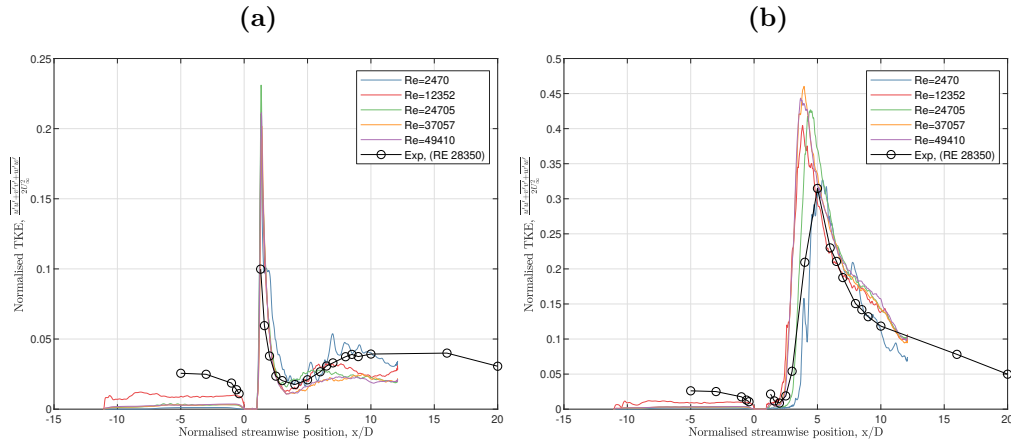 (a)
(b)
0.25
0.2
0.15
0.1
0.05
0
-15 -10 -5 0 5 10 15 20
Normalised streamwise position, x/D
Normalised TKE, u'u'+v'v'+w'w' / 2U²∞
Re=2470
Re=12352
Re=24705
Re=37057
Re=49410
Exp, (RE 28350)
0.5
0.45
0.4
0.35
0.3
0.25
0.2
0.15
0.1
0.05
0
-15 -10 -5 0 5 10 15 20
Normalised streamwise position, x/D
Normalised TKE, u'u'+v'v'+w'w' / 2U²∞
Re=2470
Re=12352
Re=24705
Re=37057
Re=49410
Exp, (RE 28350)